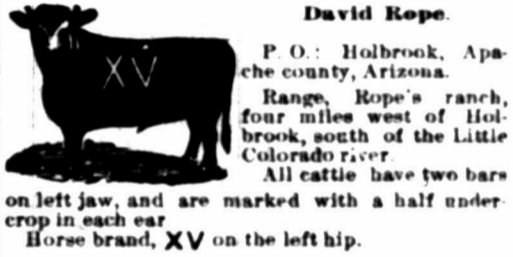 David Rope.
XV
P. O.: Holbrook, Apa-
che county, Arizona.
Range, Rope's ranch,
four miles west of Hol-
brook, south of the Little
Colorado river.
All cattle have two bars
on left jaw, and are marked with a half under-
crop in each ear
Horse brand, XV on the left hip.